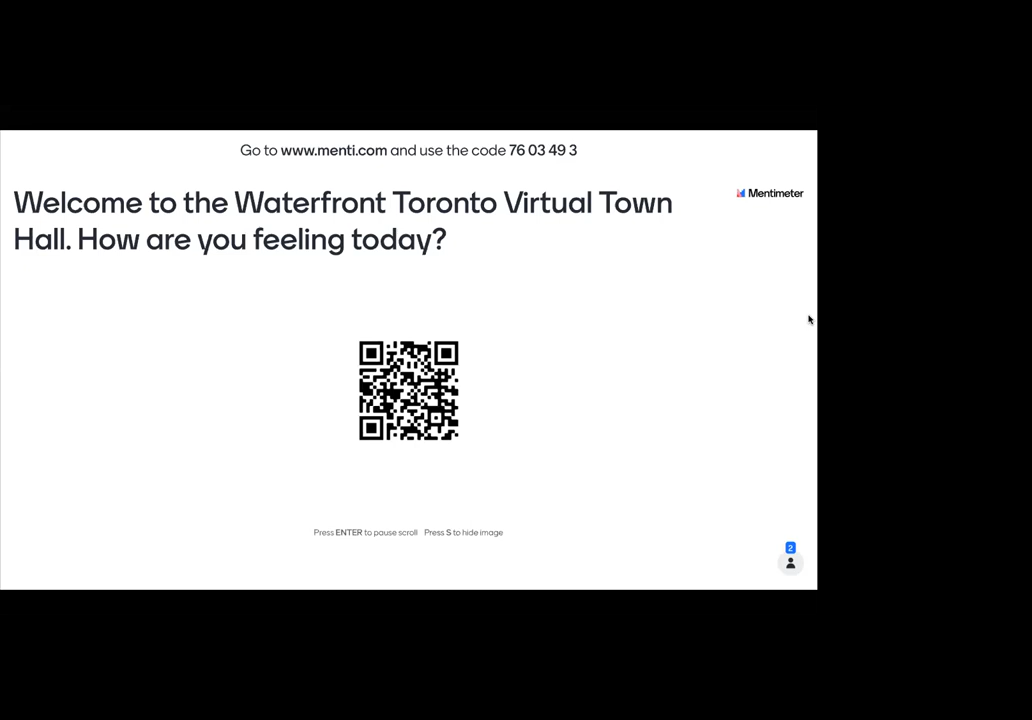 Go to www.menti.com and use the code 76 03 49 3
Welcome to the Waterfront Toronto Virtual Town
Hall. How are you feeling today?
Mentimeter
Press ENTER to pause scroll Press S to hide image
2